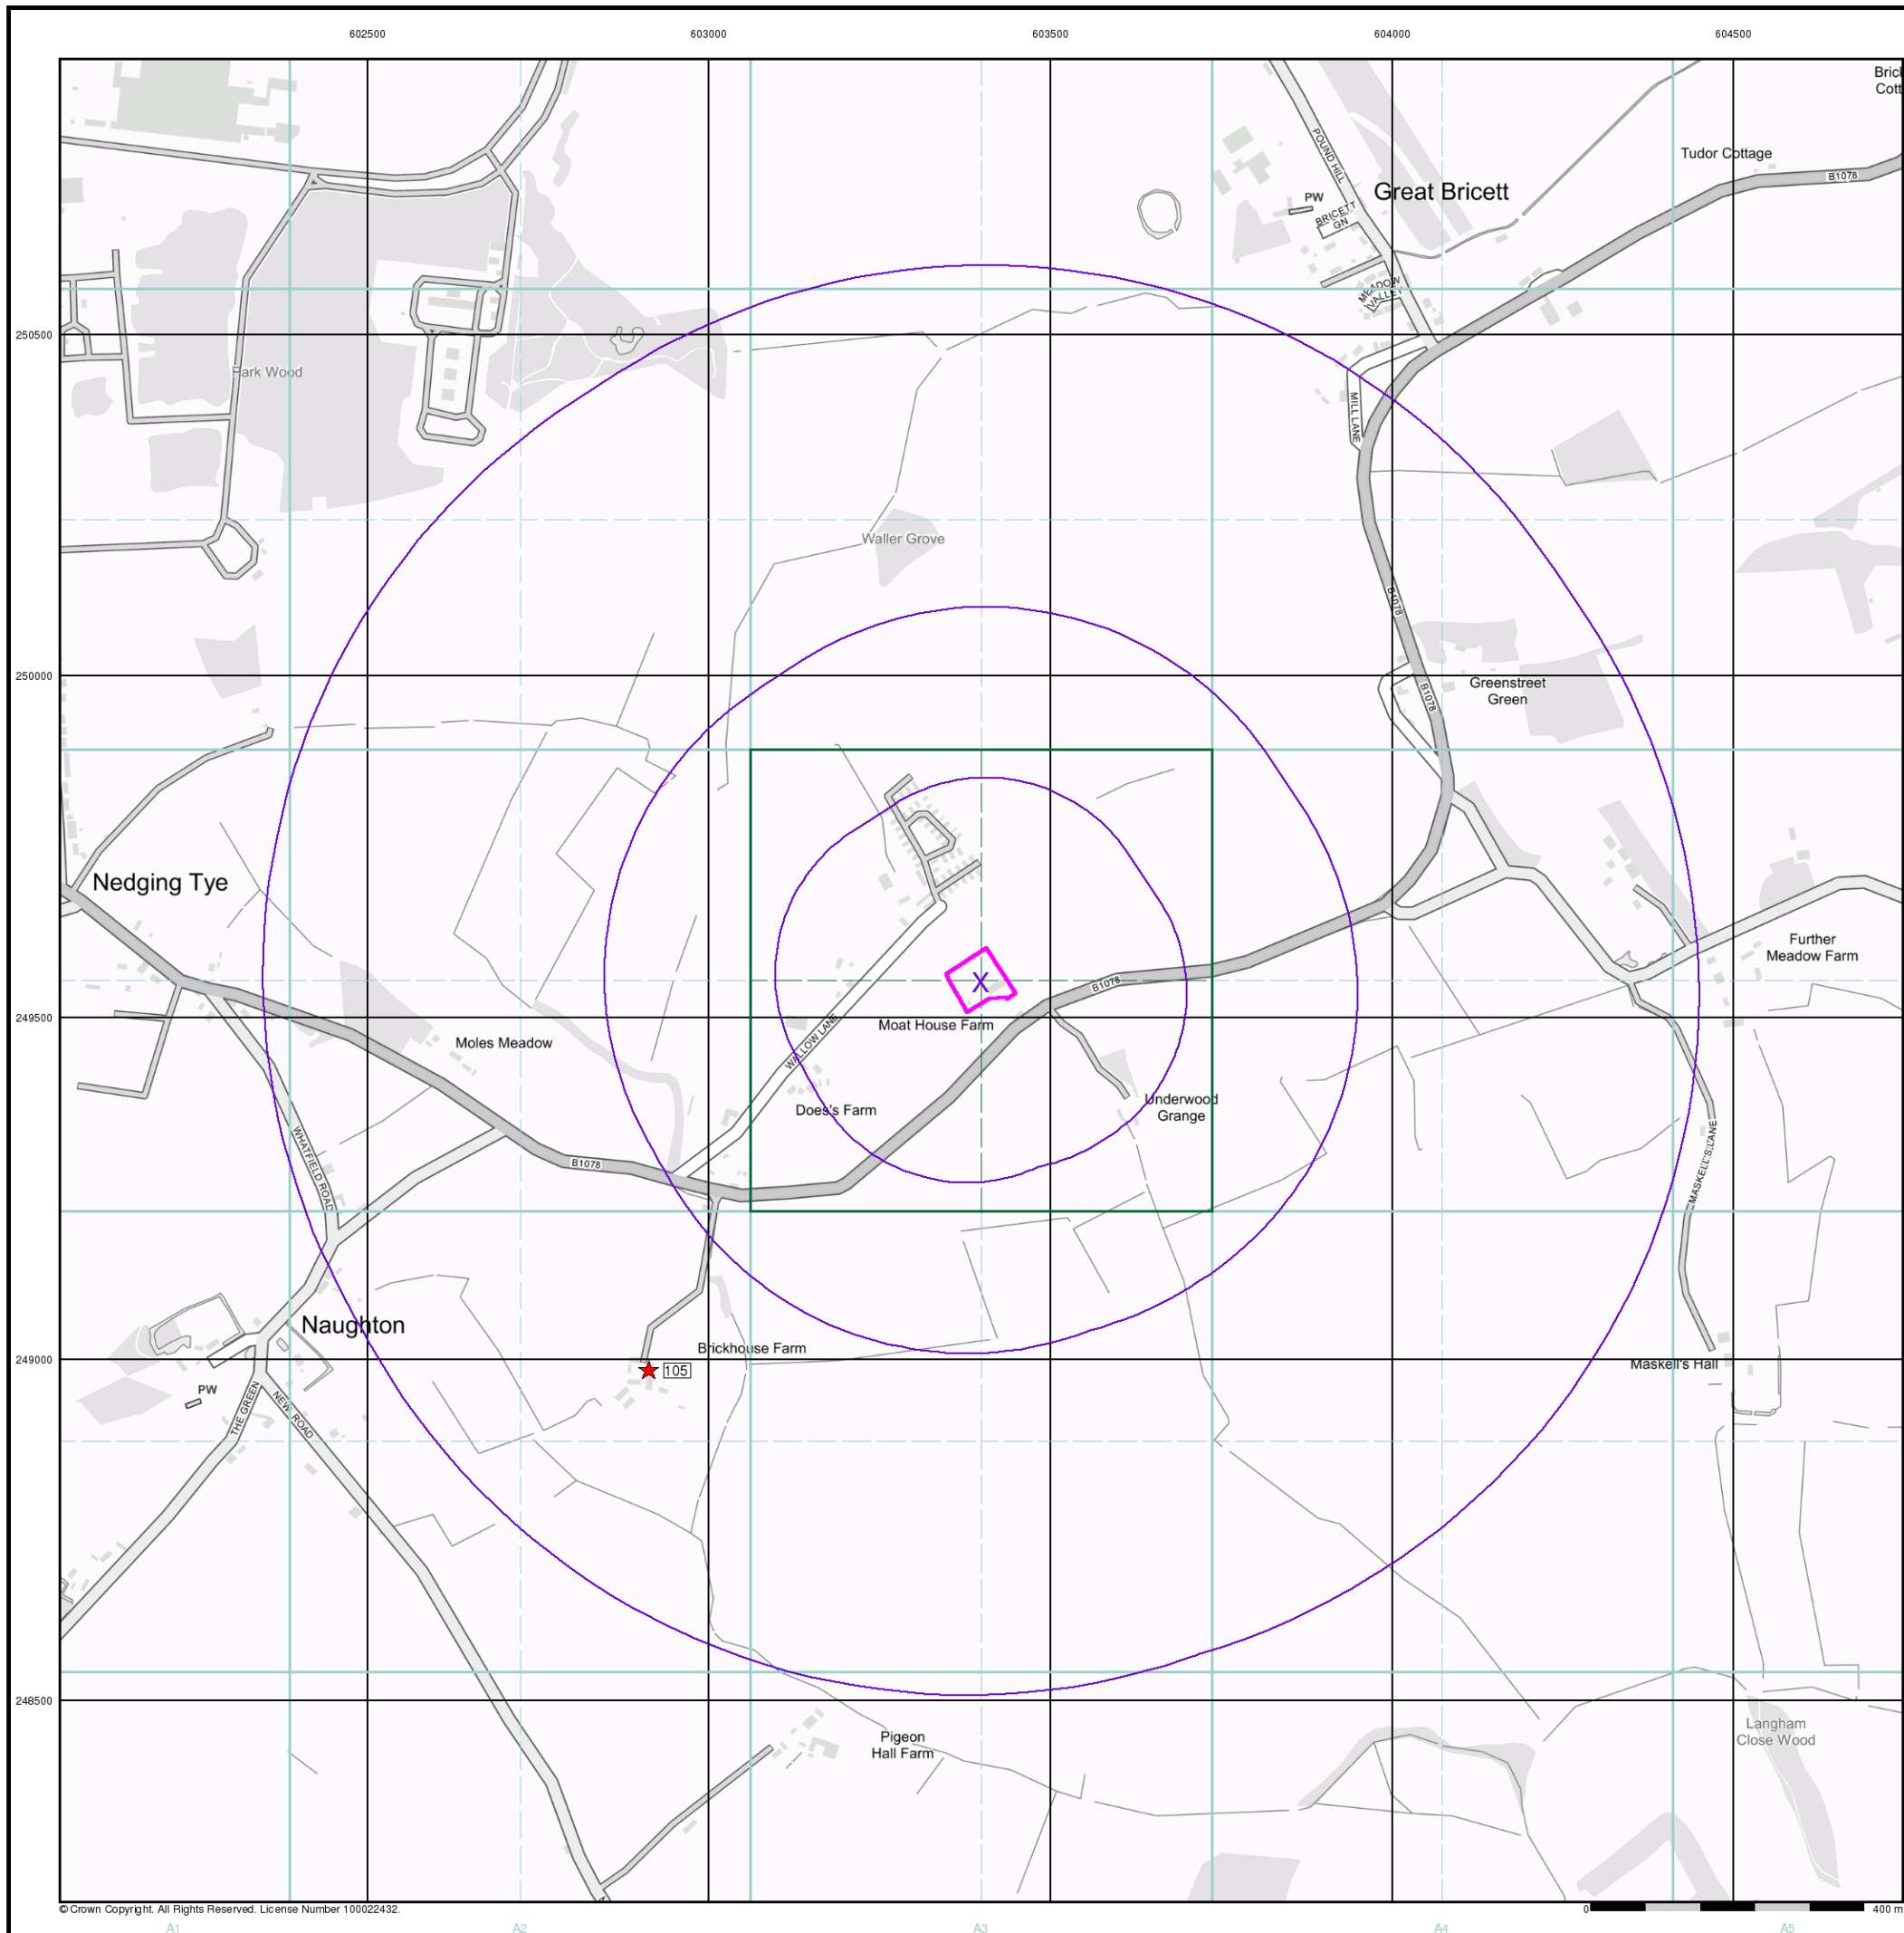 602500
603000
603500
604000
604500
Tudor Cottage
B1078
POUND HILL
Great Bricett
PW
BRICETT
GN
MEADOW
VALLEY
250500
Park Wood
MILL LANE
Waller Grove
B1078
250000
Greenstreet
Green
B1078
Nedging Tye
Further
Meadow Farm
X
B1078
249500
Moat House Farm
Moles Meadow
WALLOW LANE
Does's Farm
Underwood
Grange
WHATFIELD ROAD
B1078
MASKELL'S LANE
Naughton
Brickhouse Farm
249000
105
Maskell's Hall
PW
THE GREEN
NEW ROAD
248500
Pigeon
Hall Farm
Langham
Close Wood
© Crown Copyright. All Rights Reserved. License Number 100022432.
0
400 m
A1
A2
A3
A4
A5